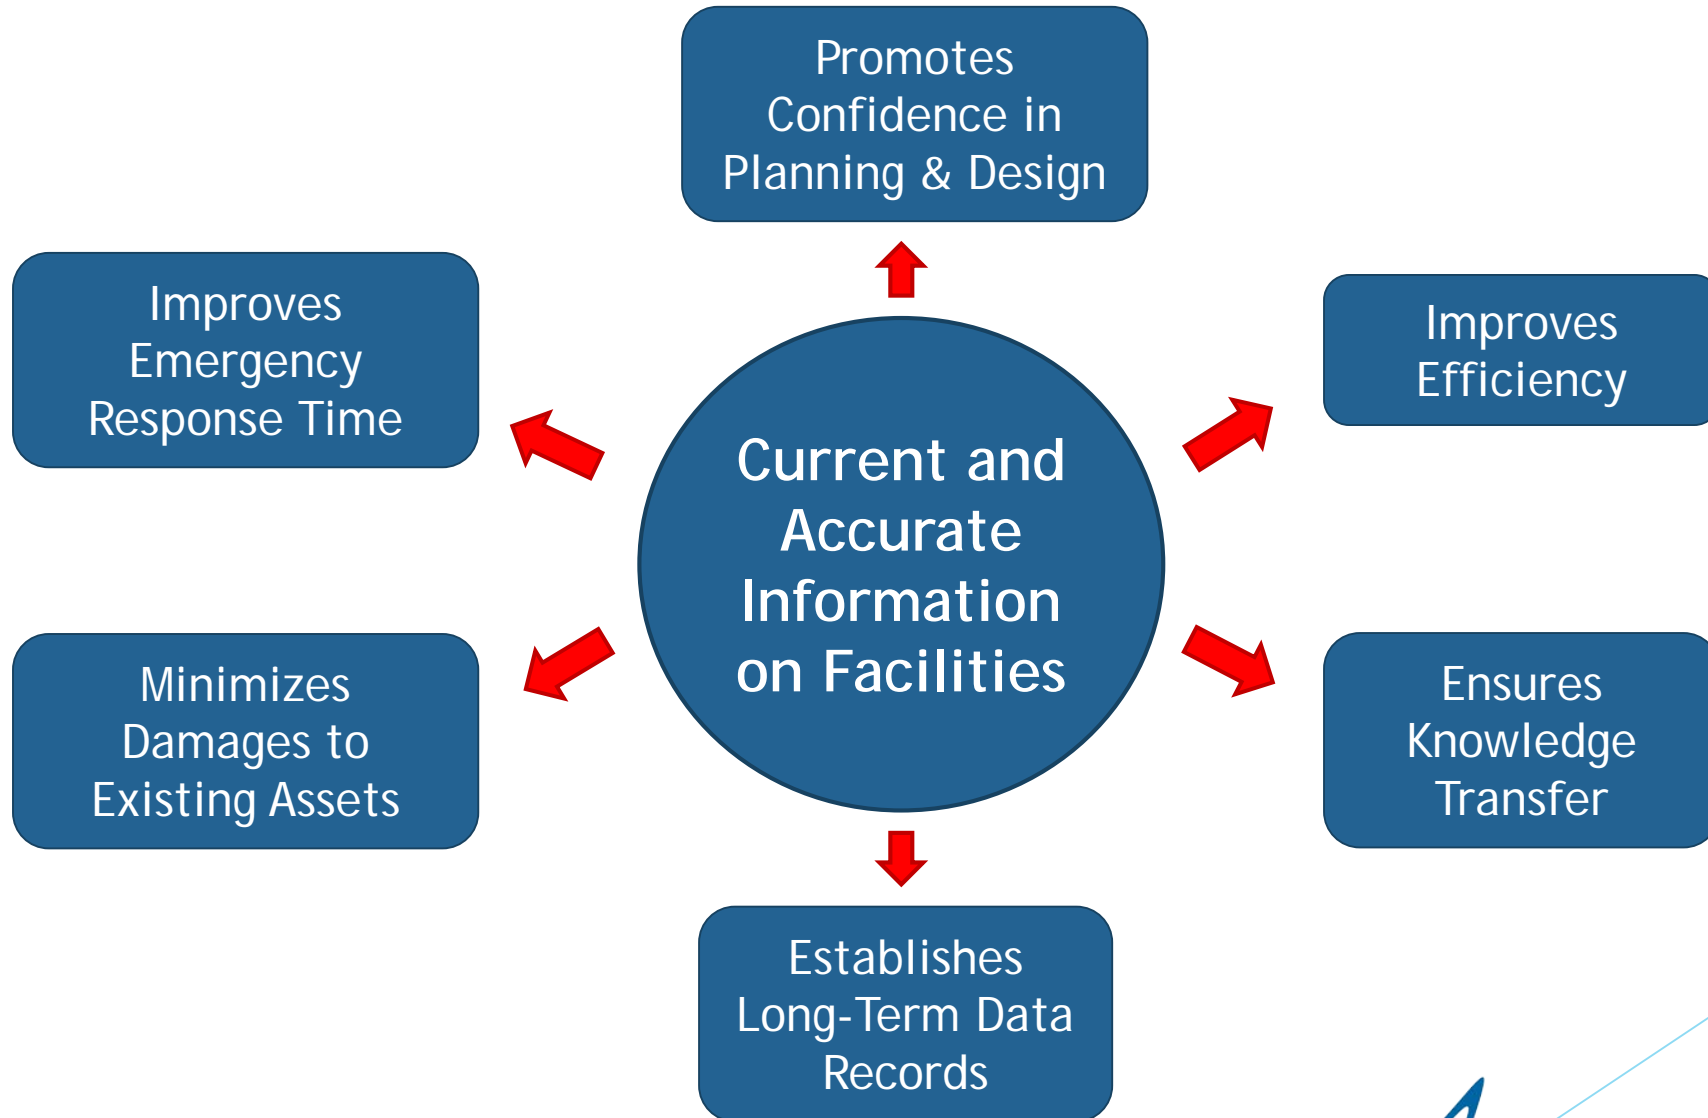 Promotes
Confidence in
Planning & Design
Improves
Emergency
Response Time
Improves
Efficiency
Current and
Accurate
Information
on Facilities
Minimizes
Damages to
Existing Assets
Ensures
Knowledge
Transfer
Establishes
Long-Term Data
Records